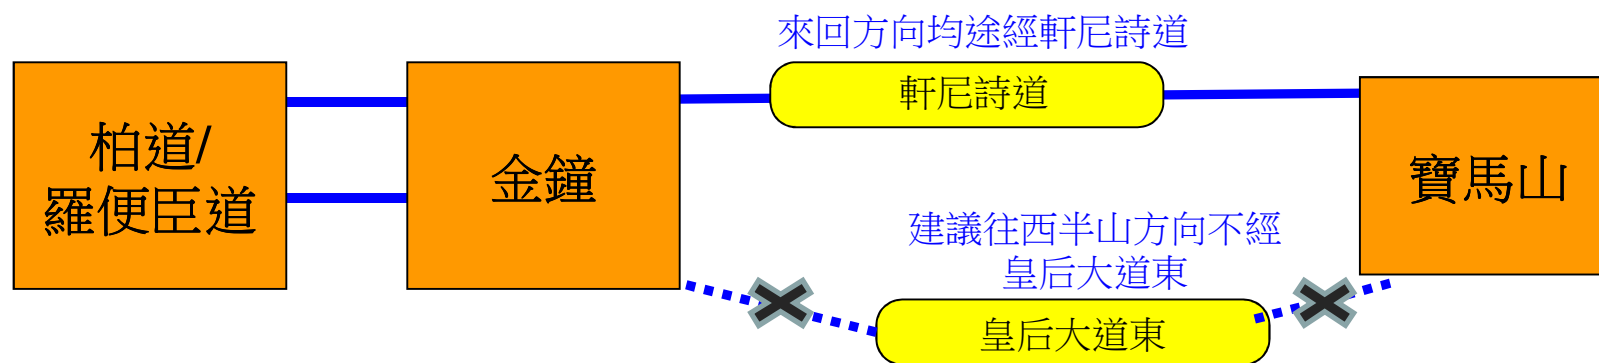 來回方向均途經軒尼詩道
軒尼詩道
柏道/
羅便臣道
金鐘
寶馬山
建議往西半山方向不經
皇后大道東
皇后大道東